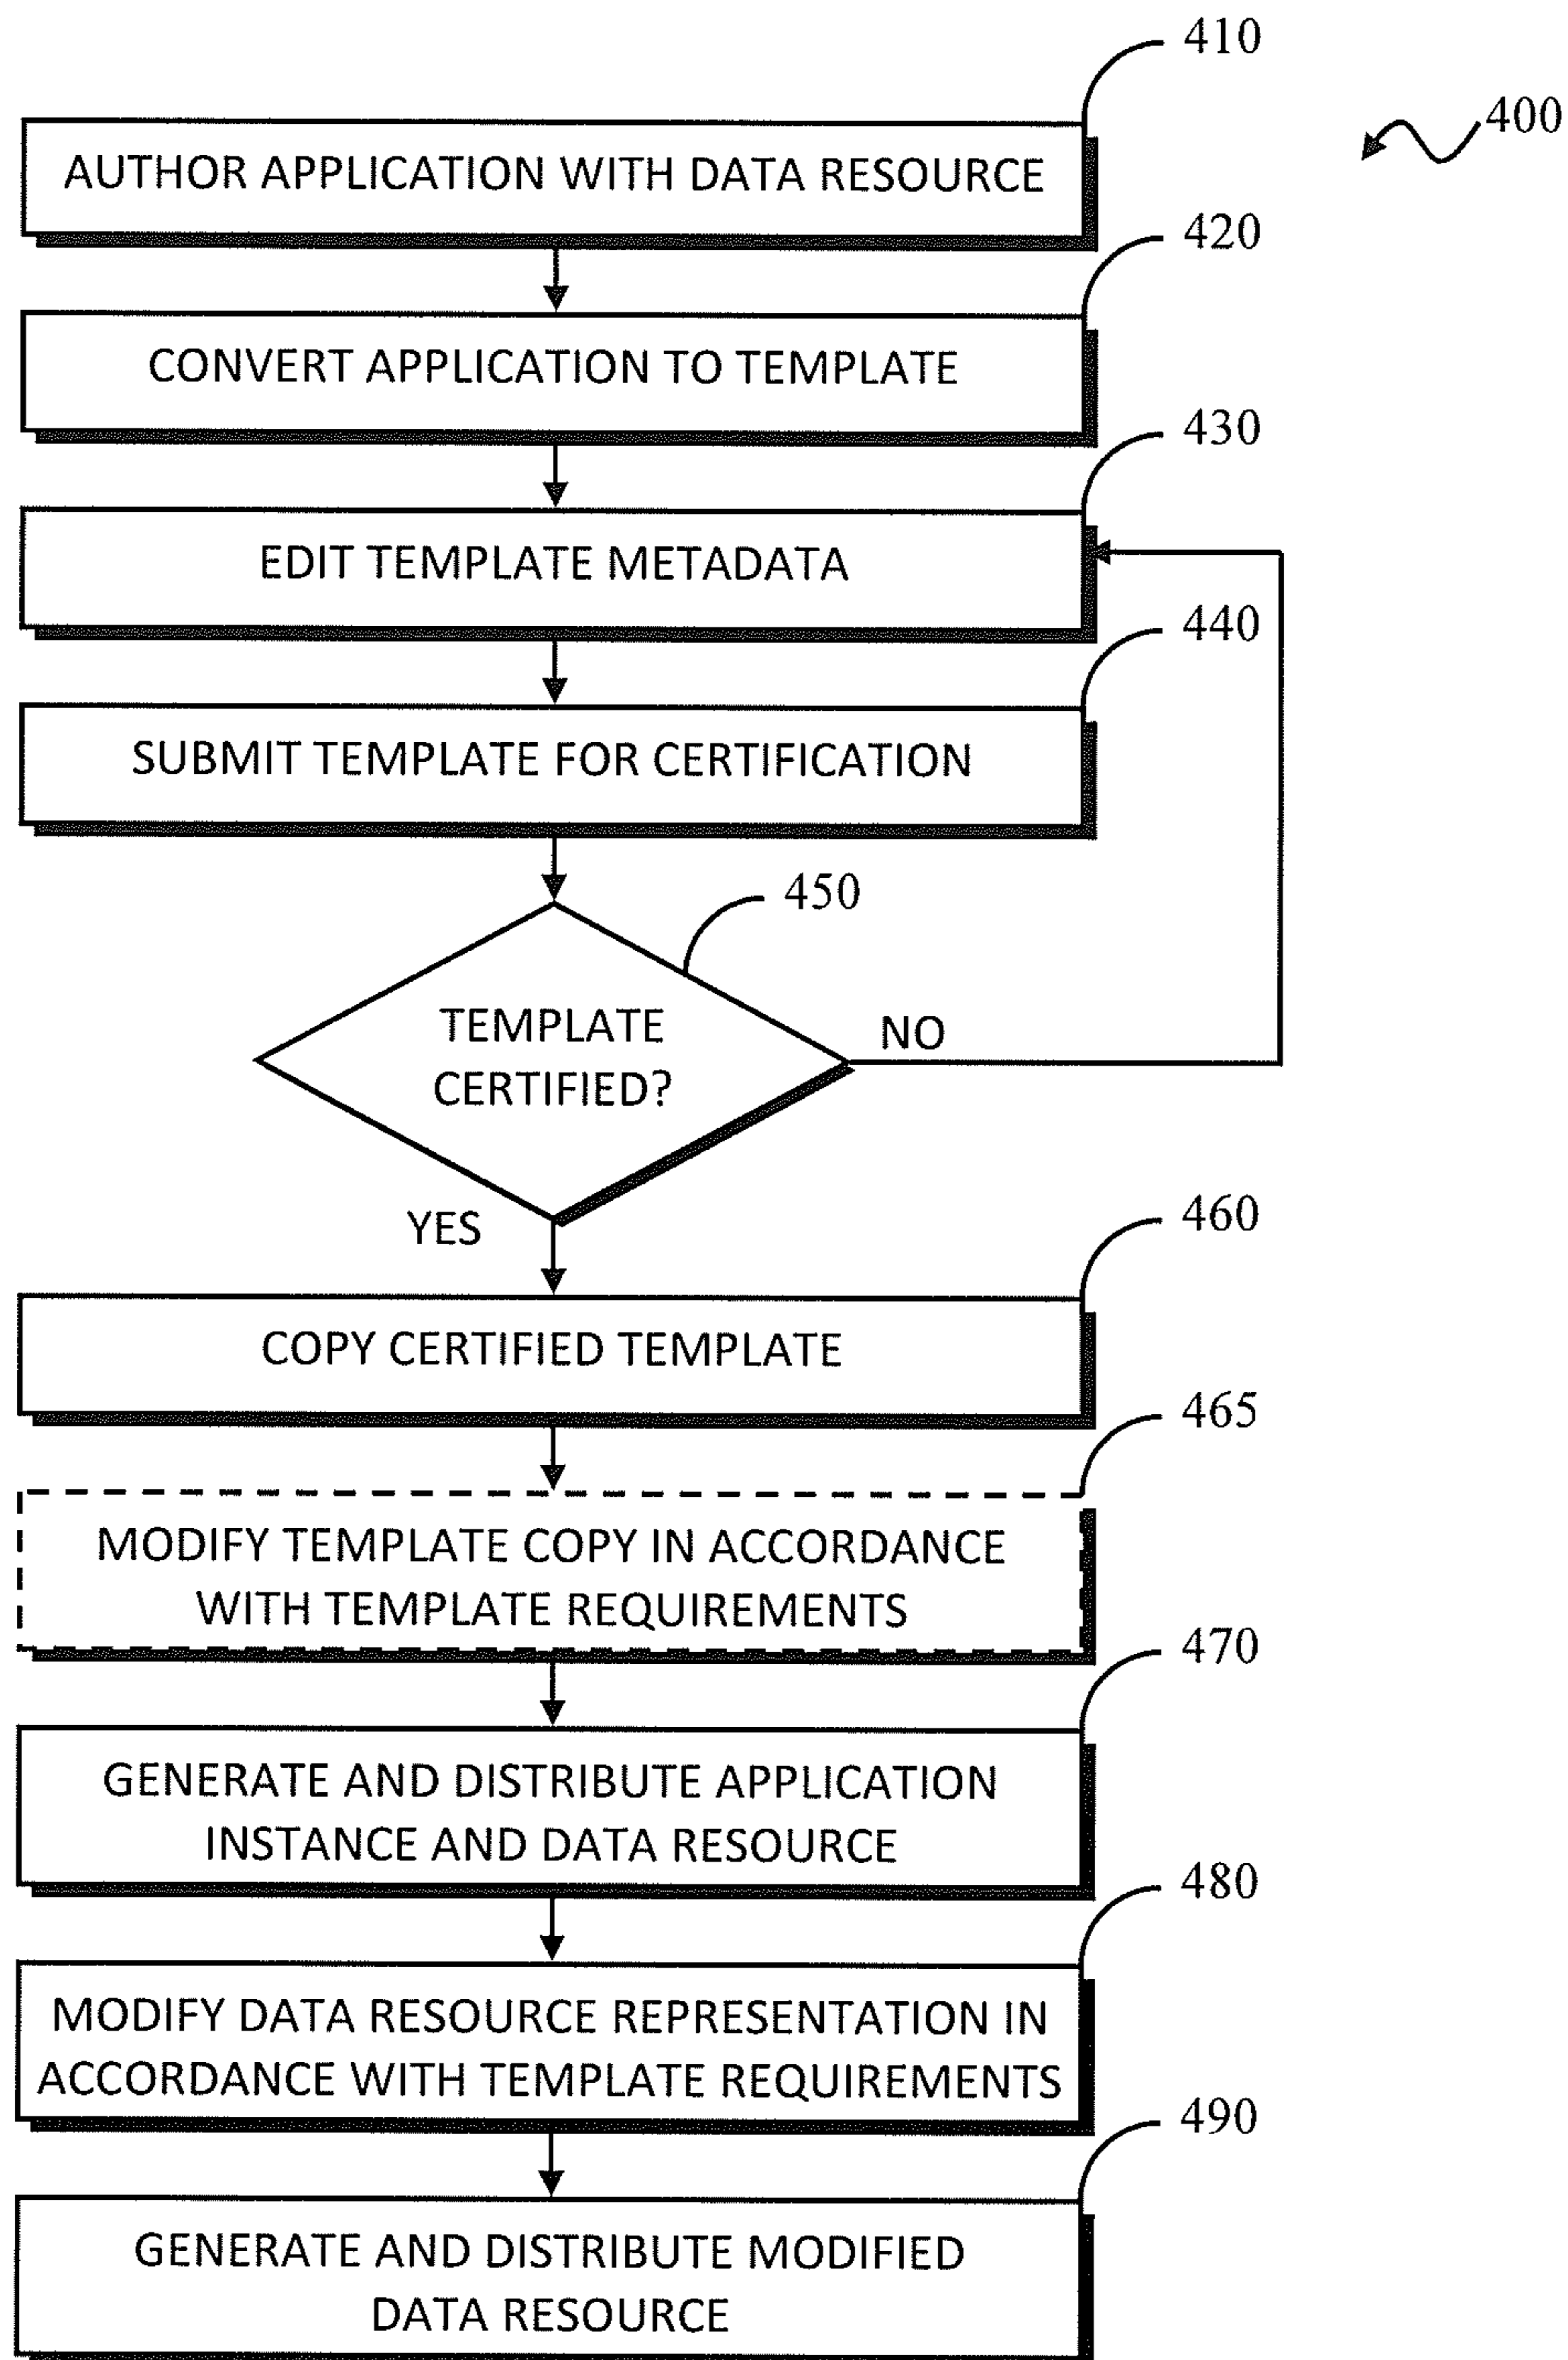 410
400
AUTHOR APPLICATION WITH DATA RESOURCE
420
CONVERT APPLICATION TO TEMPLATE
430
EDIT TEMPLATE METADATA
440
SUBMIT TEMPLATE FOR CERTIFICATION
450
TEMPLATE
CERTIFIED?
NO
YES
460
COPY CERTIFIED TEMPLATE
465
MODIFY TEMPLATE COPY IN ACCORDANCE
WITH TEMPLATE REQUIREMENTS
470
GENERATE AND DISTRIBUTE APPLICATION
INSTANCE AND DATA RESOURCE
480
MODIFY DATA RESOURCE REPRESENTATION IN
ACCORDANCE WITH TEMPLATE REQUIREMENTS
490
GENERATE AND DISTRIBUTE MODIFIED
DATA RESOURCE